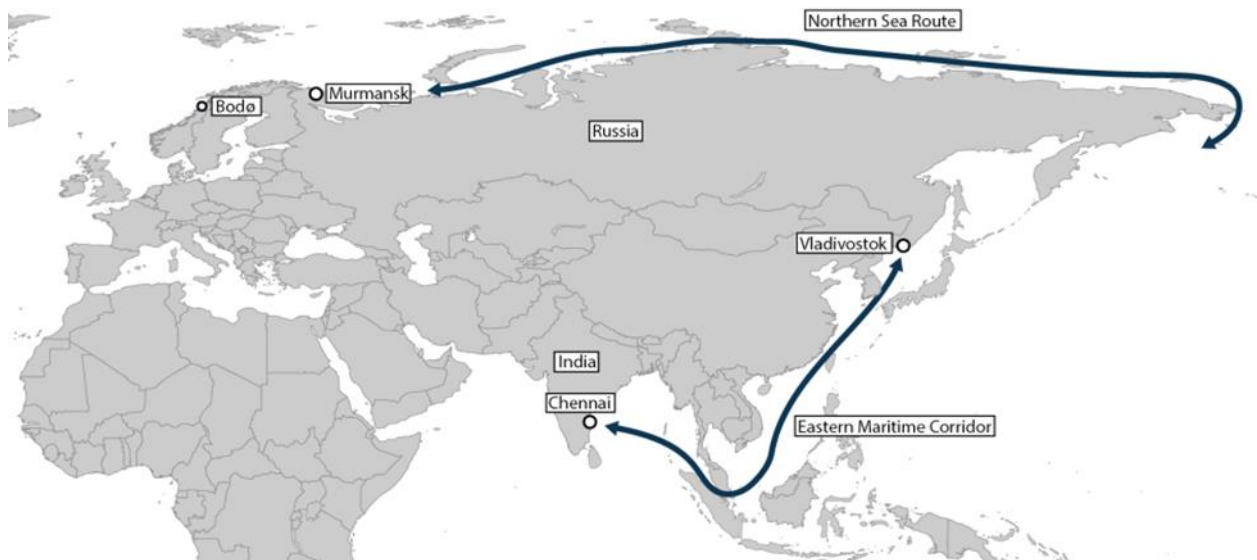 Northern Sea Route
Murmansk
Bodø
Russia
Vladivostok
India
Chennai
Eastern Maritime Corridor